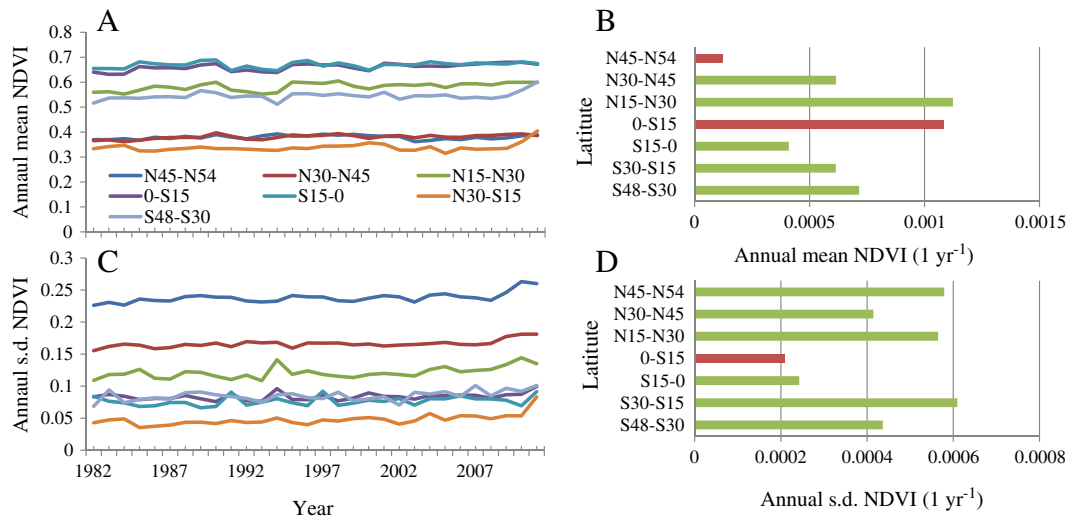 A
Annaul mean NDVI
0.8
0.7
0.6
0.5
0.4
0.3
0.2
0.1
0
N45-N54
N30-N45
N15-N30
0-S15
S15-0
N30-S15
S48-S30
B
Latitute
N45-N54
N30-N45
N15-N30
0-S15
S15-0
S30-S15
S48-S30
0
0.0005
0.001
0.0015
Annual mean NDVI (1 yr⁻¹)
C
Annaul s.d. NDVI
0.3
0.25
0.2
0.15
0.1
0.05
0
1982
1987
1992
1997
2002
2007
Year
D
Latitute
N45-N54
N30-N45
N15-N30
0-S15
S15-0
S30-S15
S48-S30
0
0.0002
0.0004
0.0006
0.0008
Annual s.d. NDVI (1 yr⁻¹)